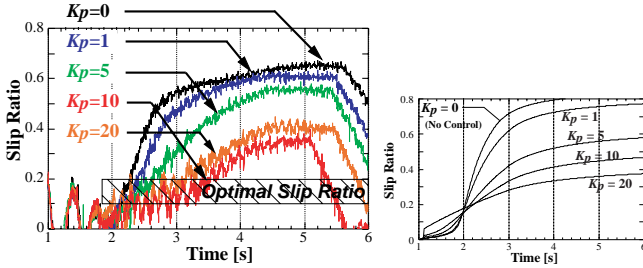 Kp=0
Kp=1
Kp=5
Kp=10
Kp=20
Slip Ratio
0.8
0.6
0.4
0.2
0
Optimal Slip Ratio
1 2 3 4 5 6
Time [s]
Slip Ratio
0.8
0.6
0.4
0.2
0
Kp = 0
(No Control)
Kp = 1
Kp = 5
Kp = 10
Kp = 20
1 2 3 4 5 6
Time [s]